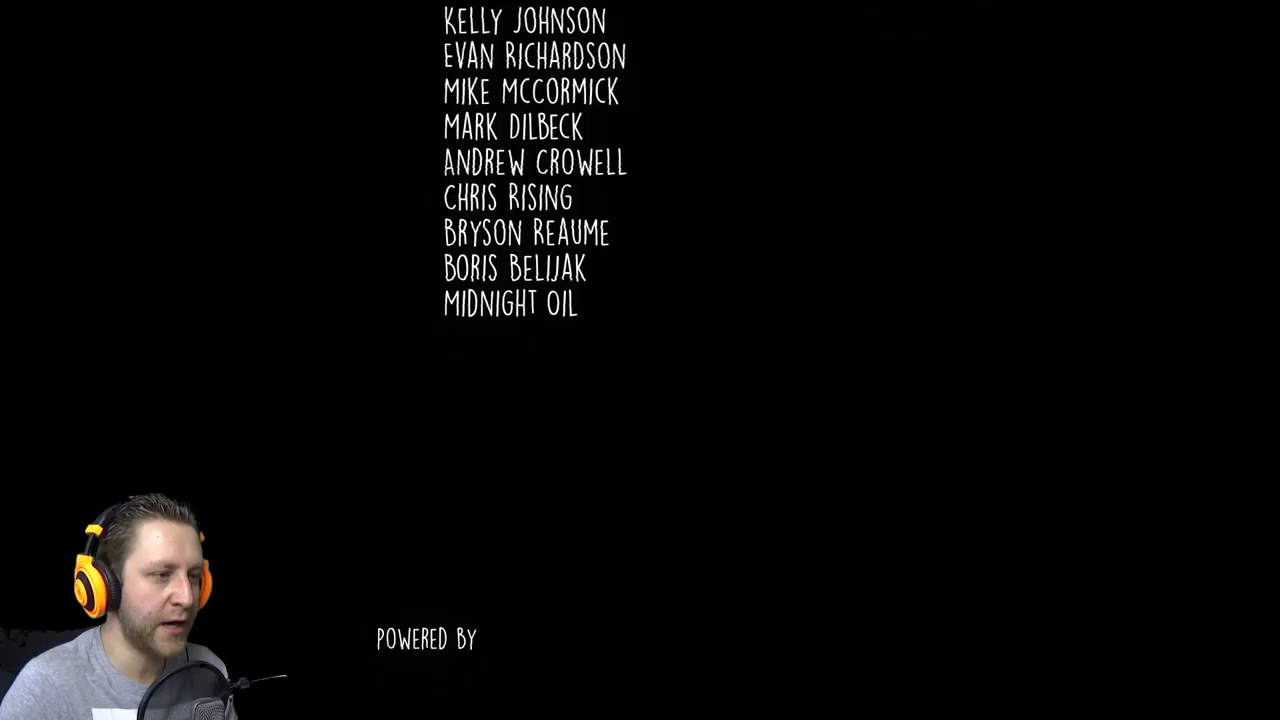 KELLY JOHNSON
EVAN RICHARDSON
MIKE MCCORMICK
MARK DILBECK
ANDREW CROWELL
CHRIS RISING
BRYSON REAUME
BORIS BELIJAK
MIDNIGHT OIL
POWERED BY